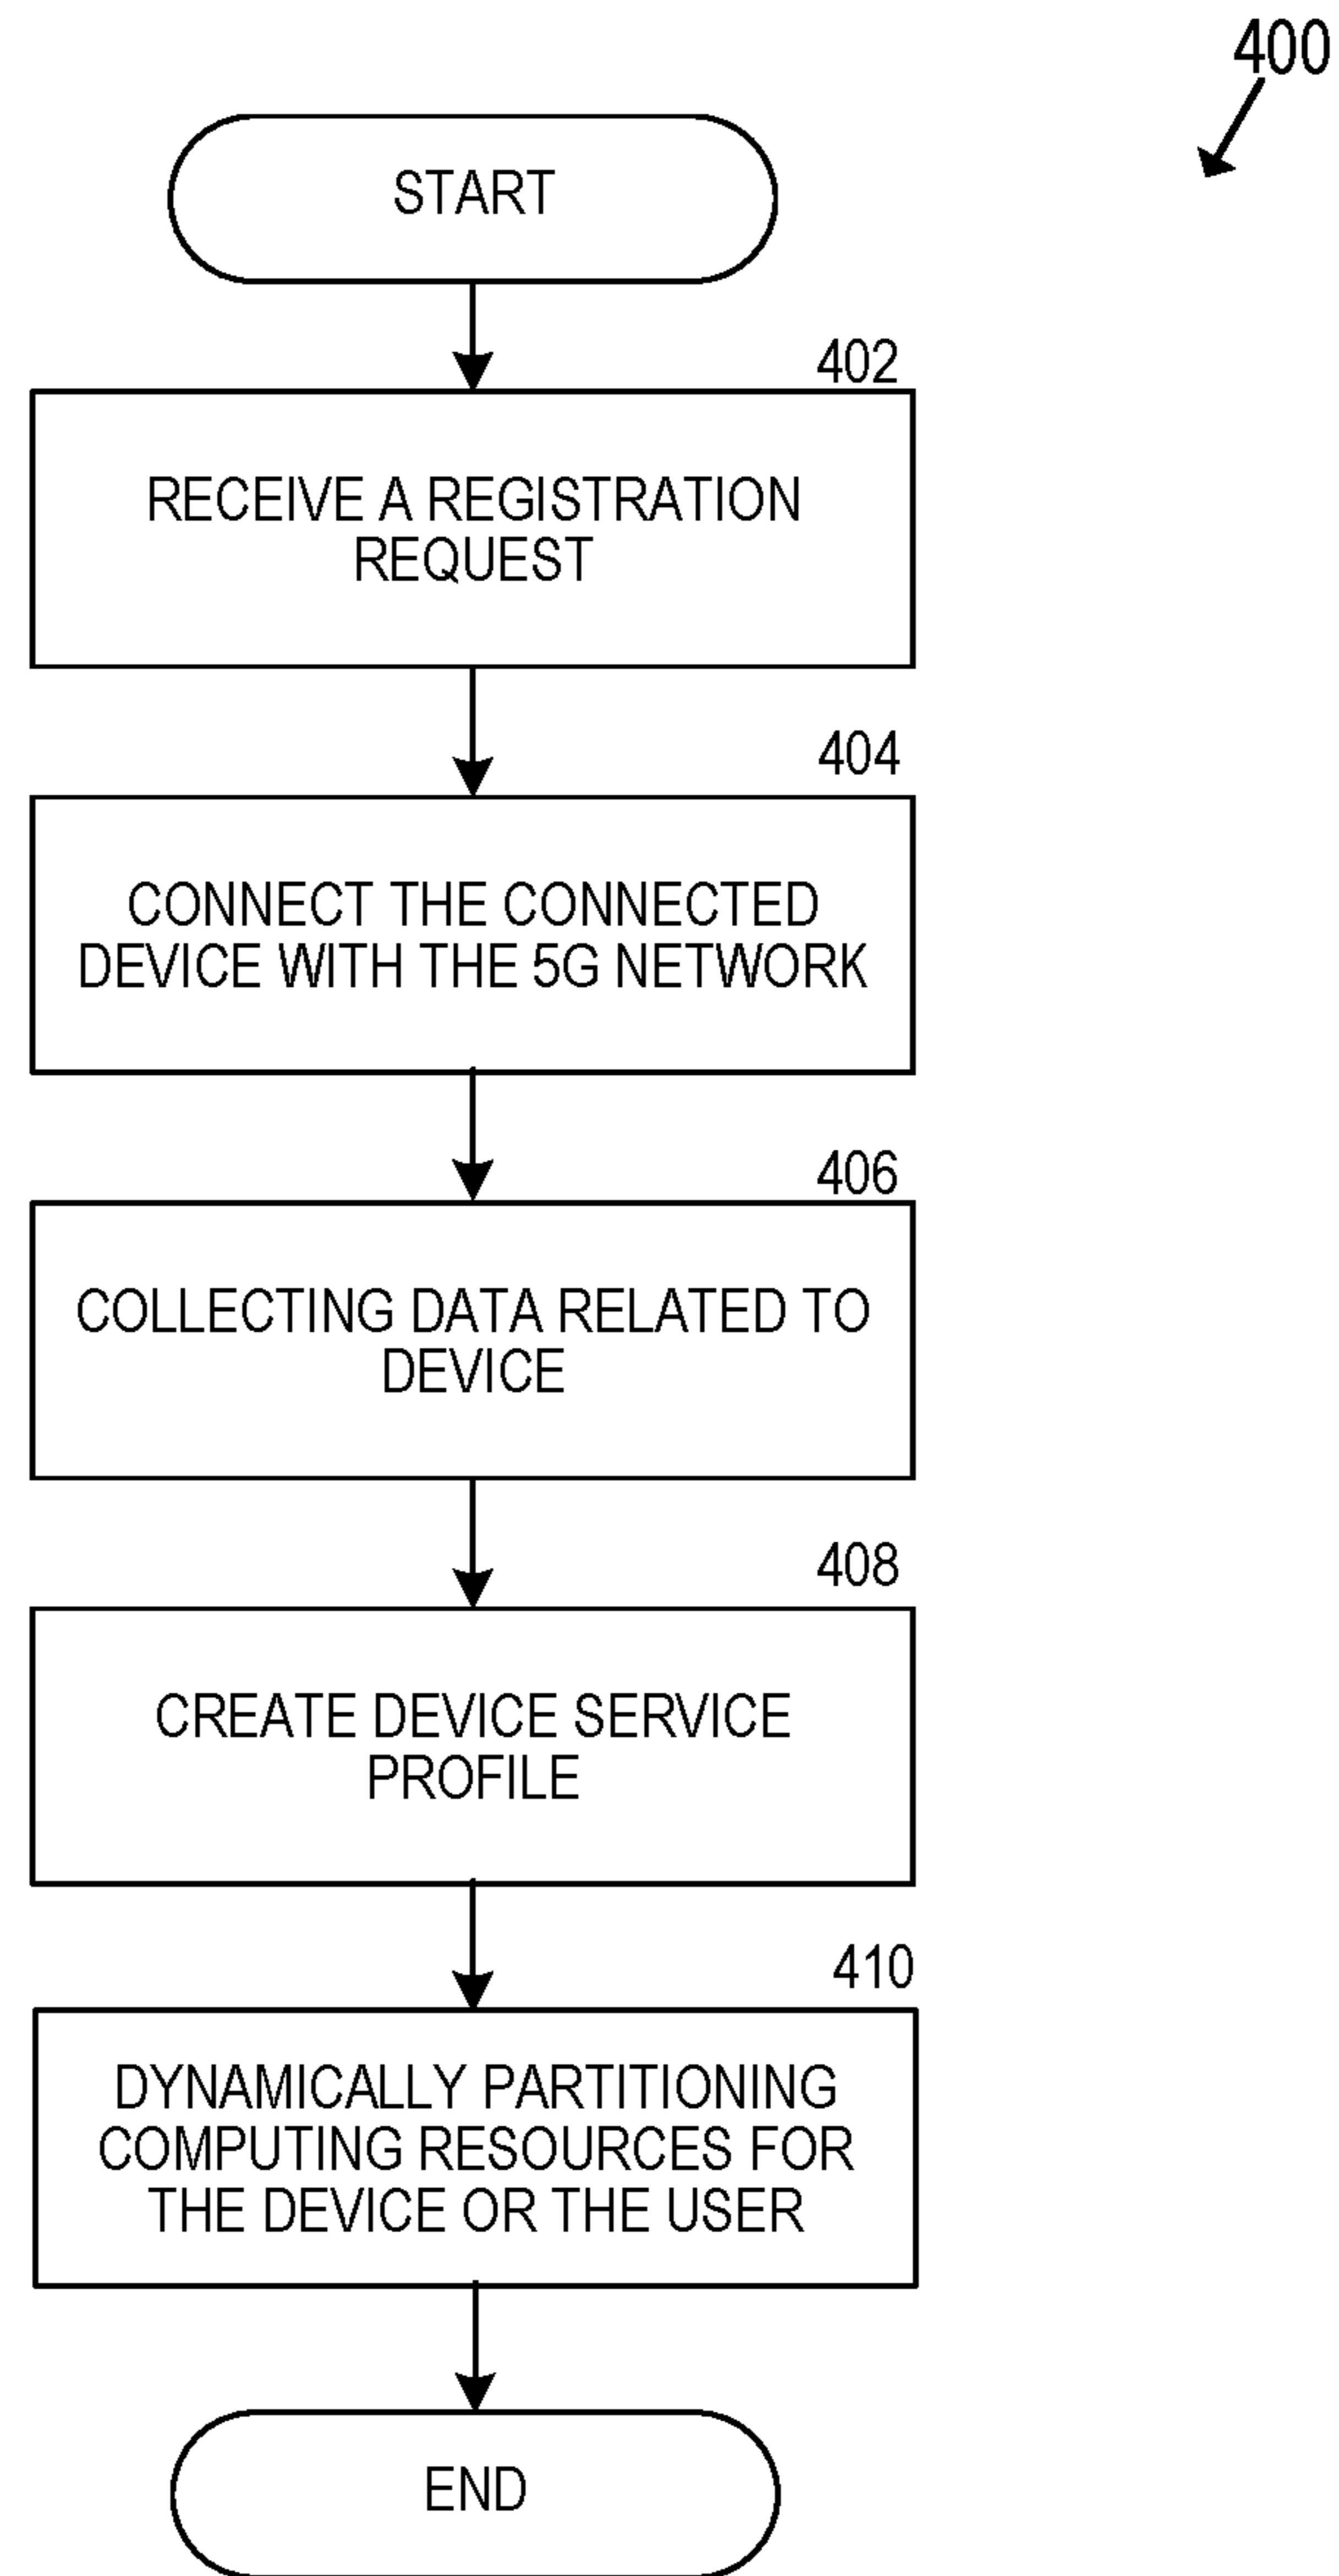 400
START
402
RECEIVE A REGISTRATION
REQUEST
404
CONNECT THE CONNECTED
DEVICE WITH THE 5G NETWORK
406
COLLECTING DATA RELATED TO
DEVICE
408
CREATE DEVICE SERVICE
PROFILE
410
DYNAMICALLY PARTITIONING
COMPUTING RESOURCES FOR
THE DEVICE OR THE USER
END